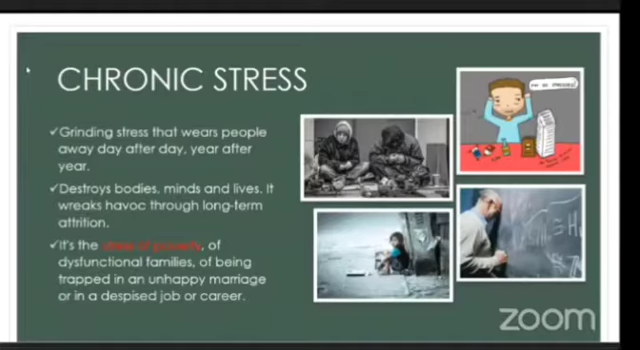 CHRONIC STRESS
✓Grinding stress that wears people
away day after day, year after
year.
✓Destroys bodies, minds and lives. It
wreaks havoc through long-term
attrition.
✓It's the stress of poverty, of
dysfunctional families, of being
trapped in an unhappy marriage
or in a despised job or career.
zoom